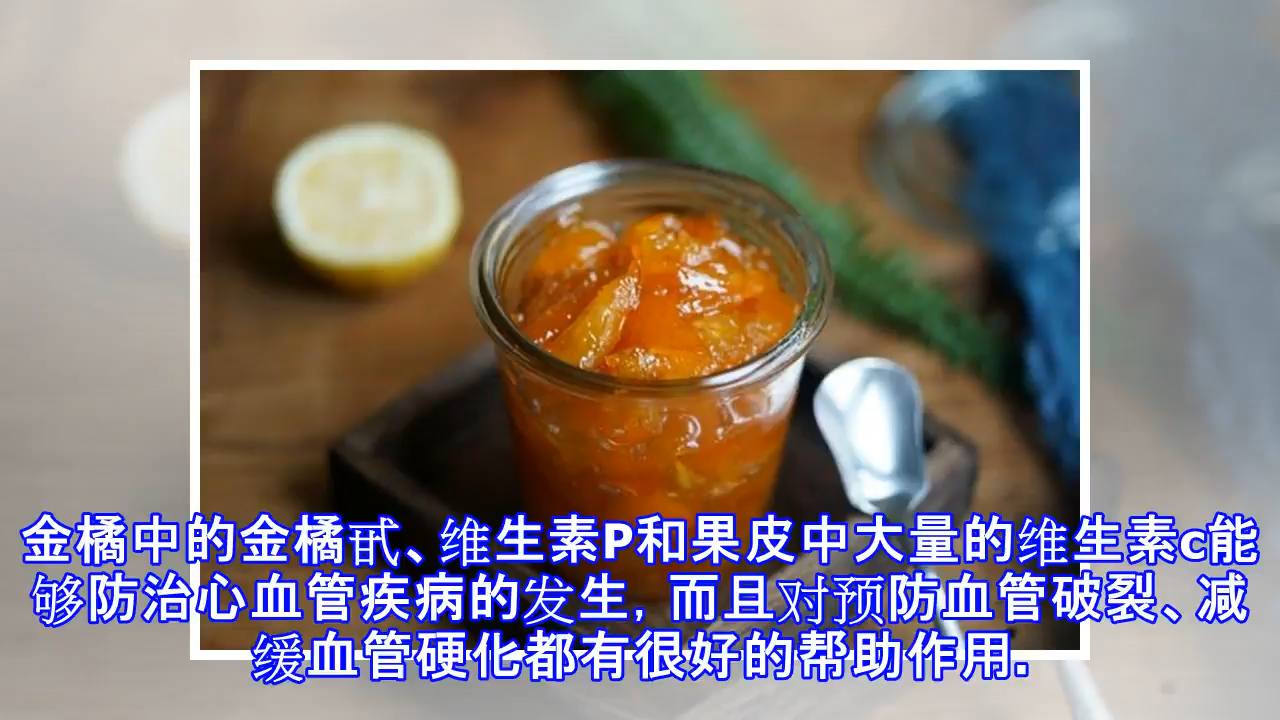 金橘中的金橘甙、维生素P和果皮中大量的维生素c能
够防治心血管疾病的发生, 而且对预防血管破裂、减
缓血管硬化都有很好的帮助作用.